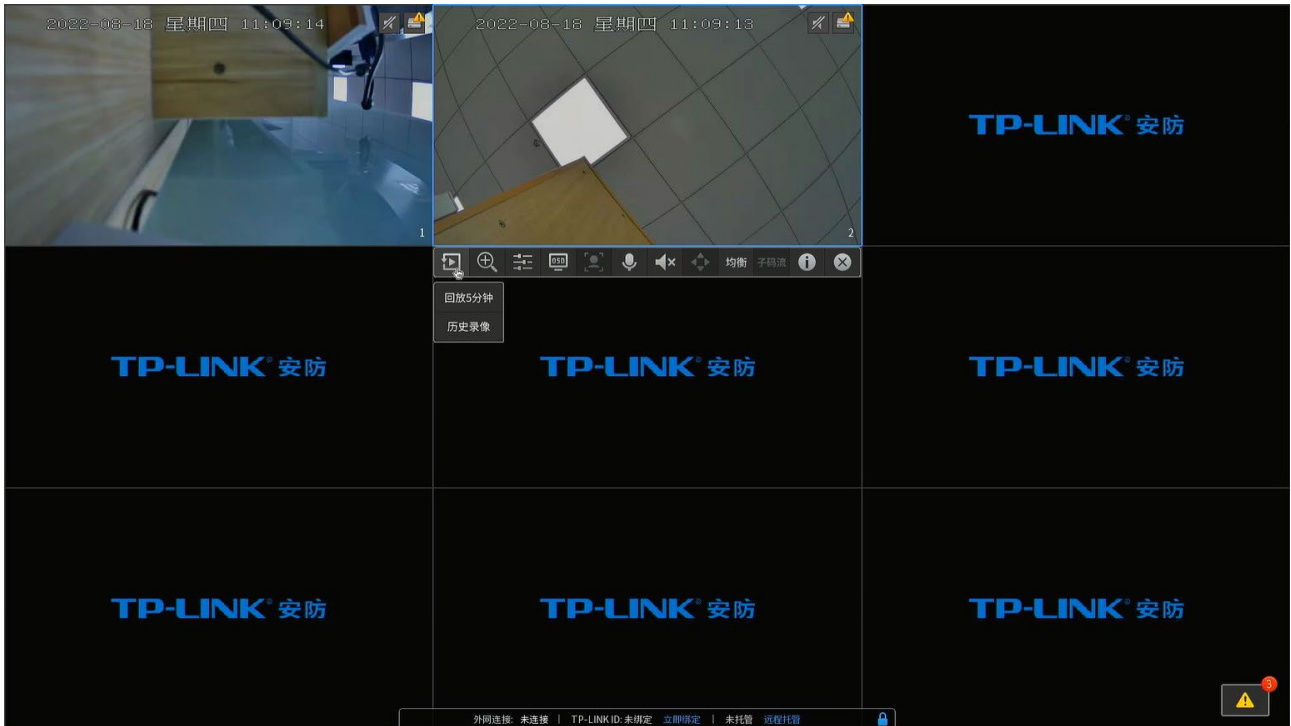 2022-08-18 星期四 11:09:14
2022-08-18 星期四 11:09:13
1
2
TP-LINK® 安防
OSD
均衡
子码流
回放5分钟
历史录像
TP-LINK® 安防
TP-LINK® 安防
TP-LINK® 安防
TP-LINK® 安防
TP-LINK® 安防
TP-LINK® 安防
3
外网连接: 未连接 | TP-LINK ID: 未绑定 立即绑定 | 未托管 远程托管